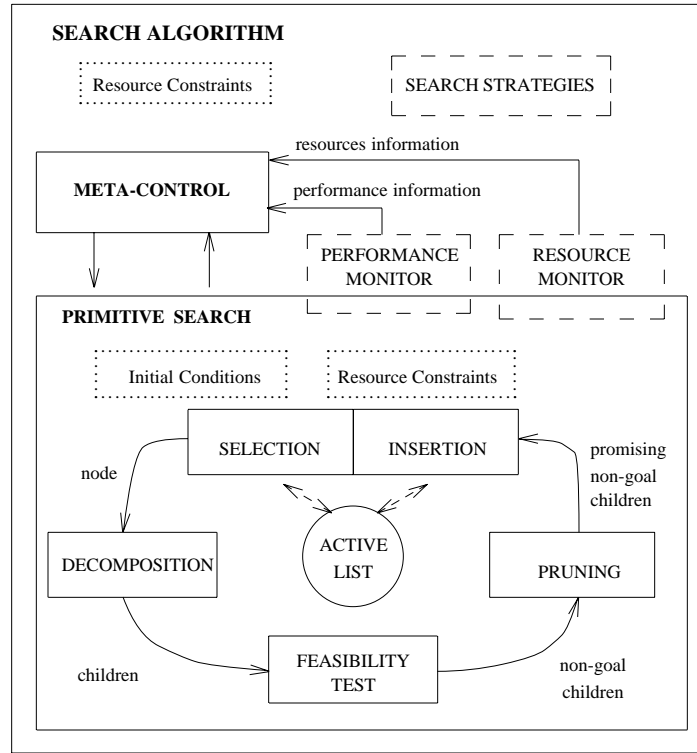 SEARCH ALGORITHM
Resource Constraints
SEARCH STRATEGIES
resources information
META-CONTROL
performance information
PERFORMANCE
MONITOR
RESOURCE
MONITOR
PRIMITIVE SEARCH
Initial Conditions
Resource Constraints
SELECTION
INSERTION
node
promising
non-goal
children
ACTIVE
LIST
DECOMPOSITION
PRUNING
FEASIBILITY
TEST
children
non-goal
children